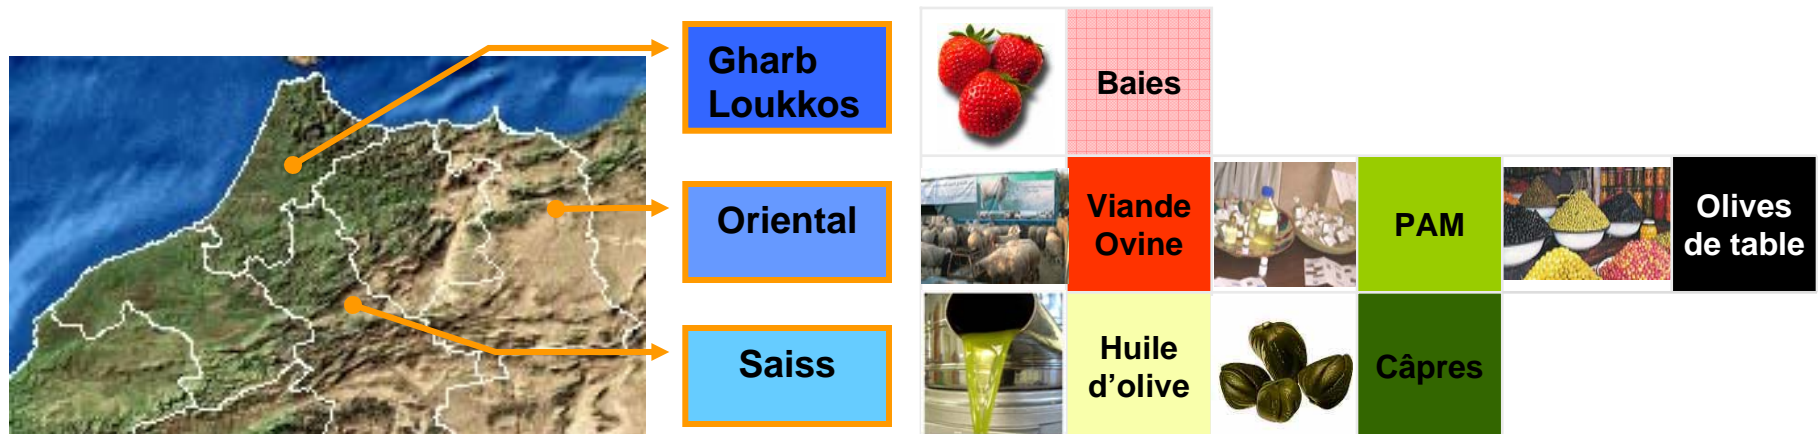 Gharb
Loukkos
Baies
Oriental
Viande
Ovine
PAM
Olives
de table
Saiss
Huile
d’olive
Câpres